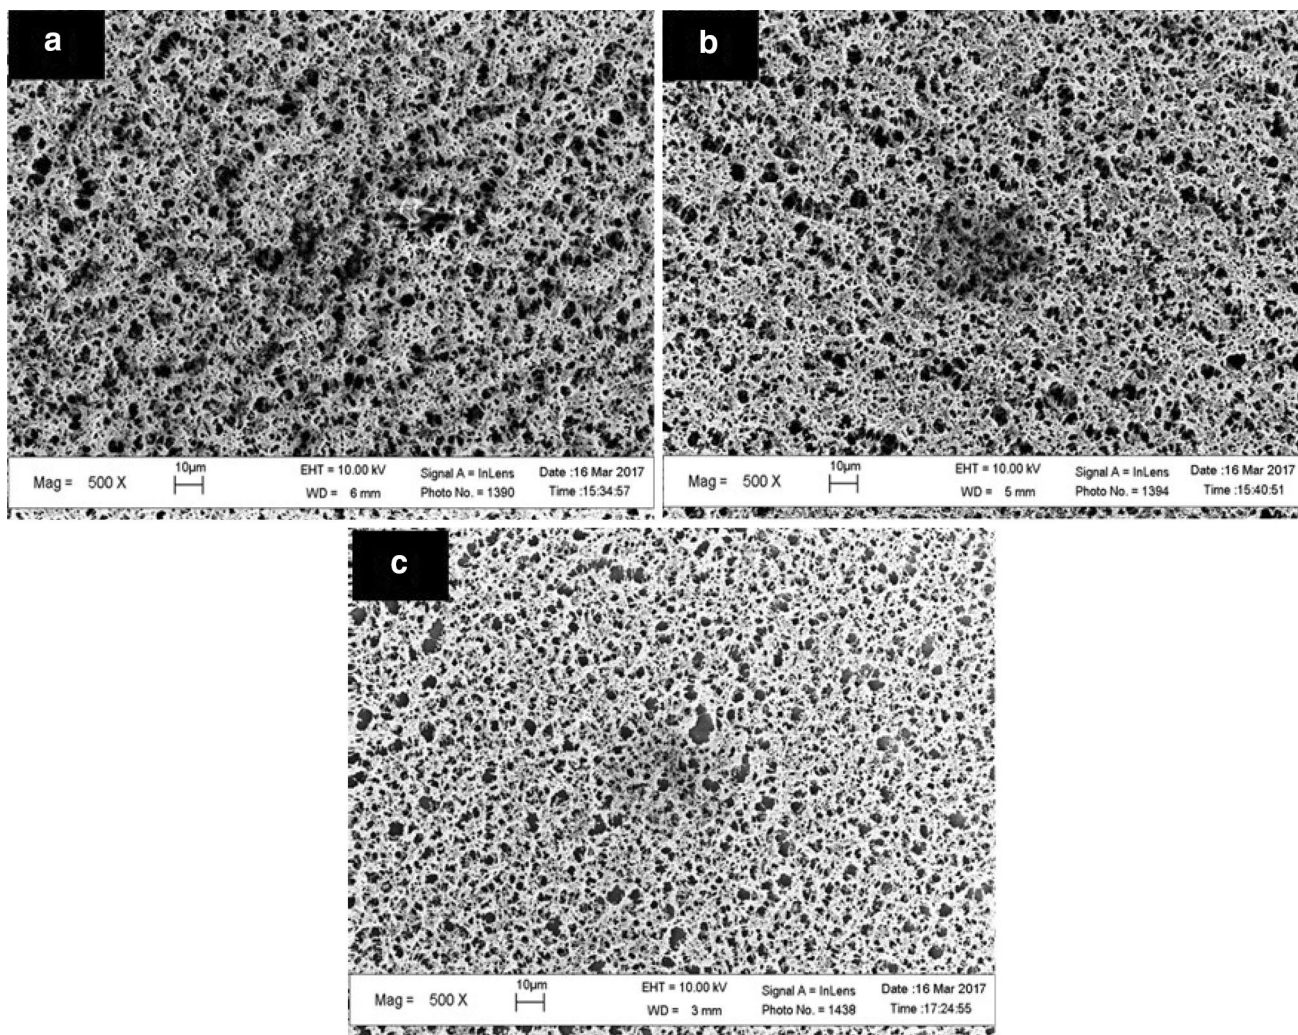 a
Mag = 500 X
10µm
EHT = 10.00 kV
WD = 6 mm
Signal A = InLens
Photo No. = 1390
Date :16 Mar 2017
Time :15:34:57
b
Mag = 500 X
10µm
EHT = 10.00 kV
WD = 5 mm
Signal A = InLens
Photo No. = 1394
Date :16 Mar 2017
Time :15:40:51
c
Mag = 500 X
10µm
EHT = 10.00 kV
WD = 3 mm
Signal A = InLens
Photo No. = 1438
Date :16 Mar 2017
Time :17:24:55